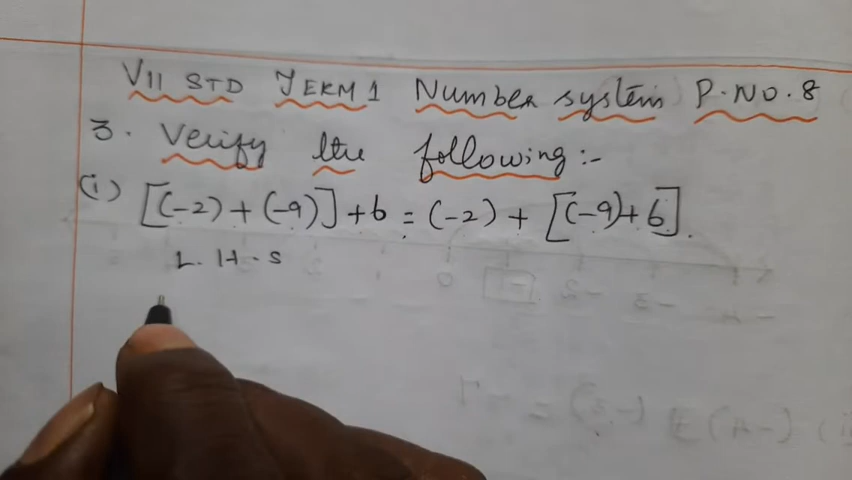 VII STD TERM 1 Number system P.NO.8
3. Verify the following:-
(i) [(-2)+(-9)]+6 = (-2)+[(-9)+6].
L.H.S